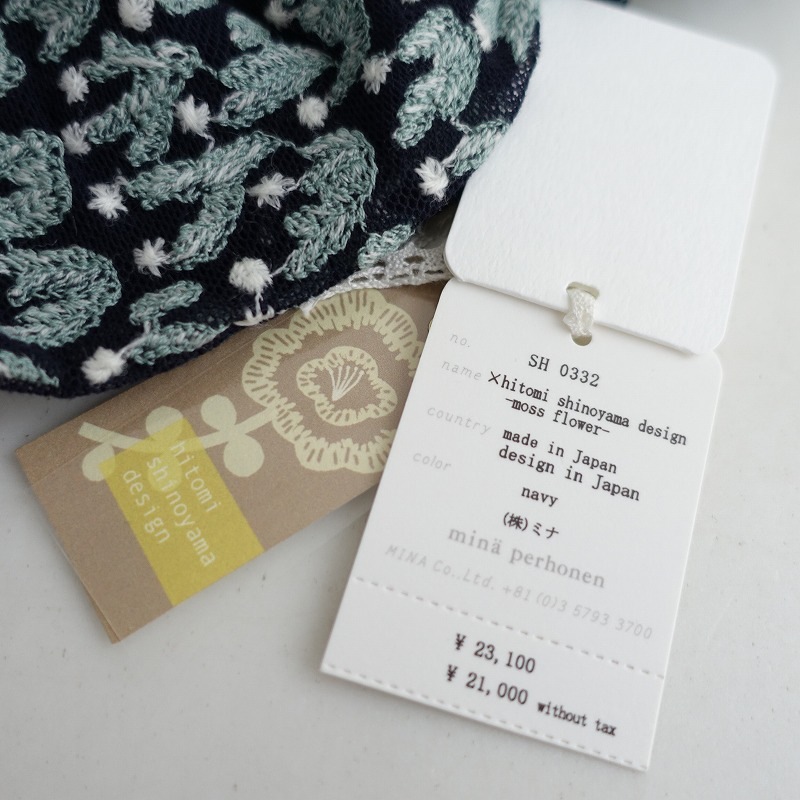 no. SH 0332
name ×hitomi shinoyama design
-moss flower-
country made in Japan
design in Japan
color navy
(株)ミナ
minä perhonen
MINA Co.,Ltd. +81 (0)3 5793 3700
¥ 23,100
¥ 21,000 without tax
hitomi
shinoyama
design